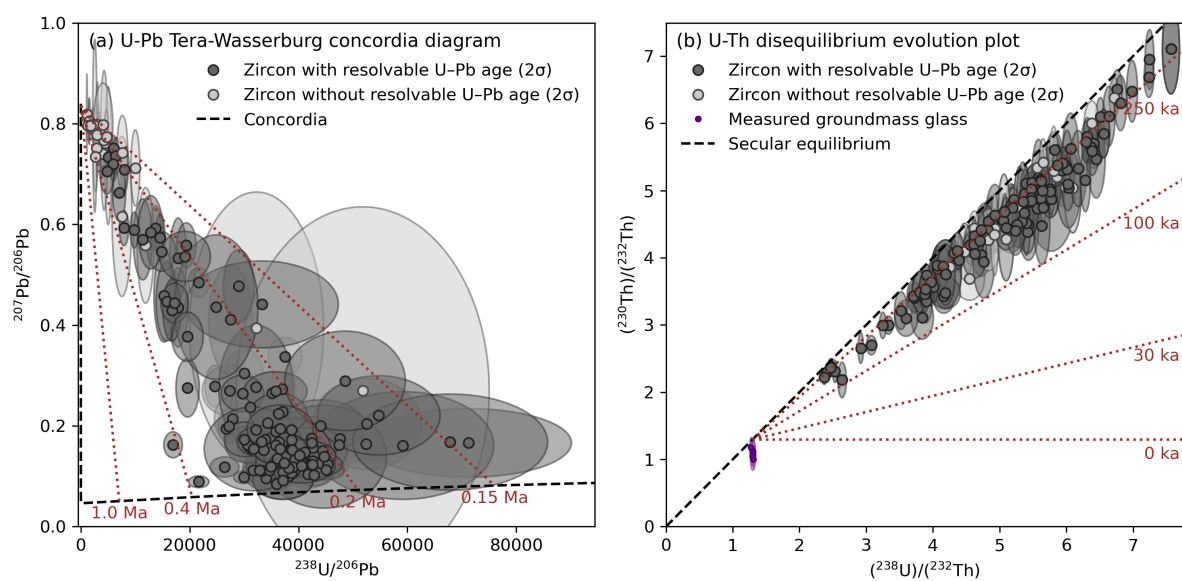 (a) U-Pb Tera-Wasserburg concordia diagram
Zircon with resolvable U–Pb age (2σ)
Zircon without resolvable U–Pb age (2σ)
Concordia
1.0
0.8
0.6
0.4
0.2
0.0
²⁰⁷Pb/²⁰⁶Pb
1.0 Ma
0.4 Ma
0.2 Ma
0.15 Ma
0
20000
40000
60000
80000
²³⁸U/²⁰⁶Pb
(b) U-Th disequilibrium evolution plot
Zircon with resolvable U–Pb age (2σ)
Zircon without resolvable U–Pb age (2σ)
Measured groundmass glass
Secular equilibrium
7
6
5
4
3
2
1
0
(²³⁰Th)/(²³²Th)
250 ka
100 ka
30 ka
0 ka
0
1
2
3
4
5
6
7
(²³⁸U)/(²³²Th)